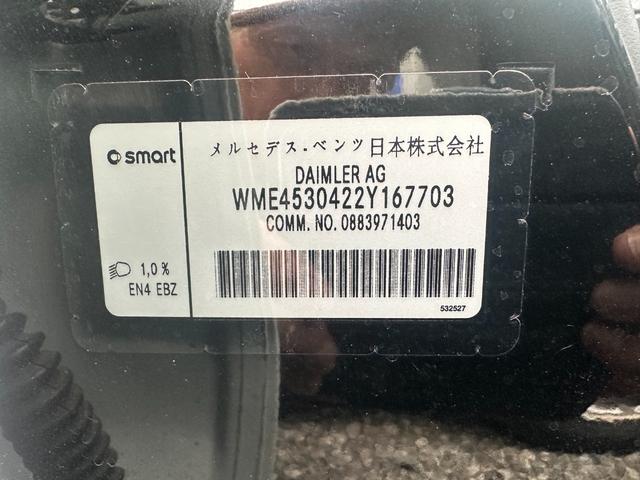 smart
メルセデス・ベンツ日本株式会社
DAIMLER AG
WME4530422Y167703
COMM. NO. 0883971403
1,0 %
EN4 EBZ
532527